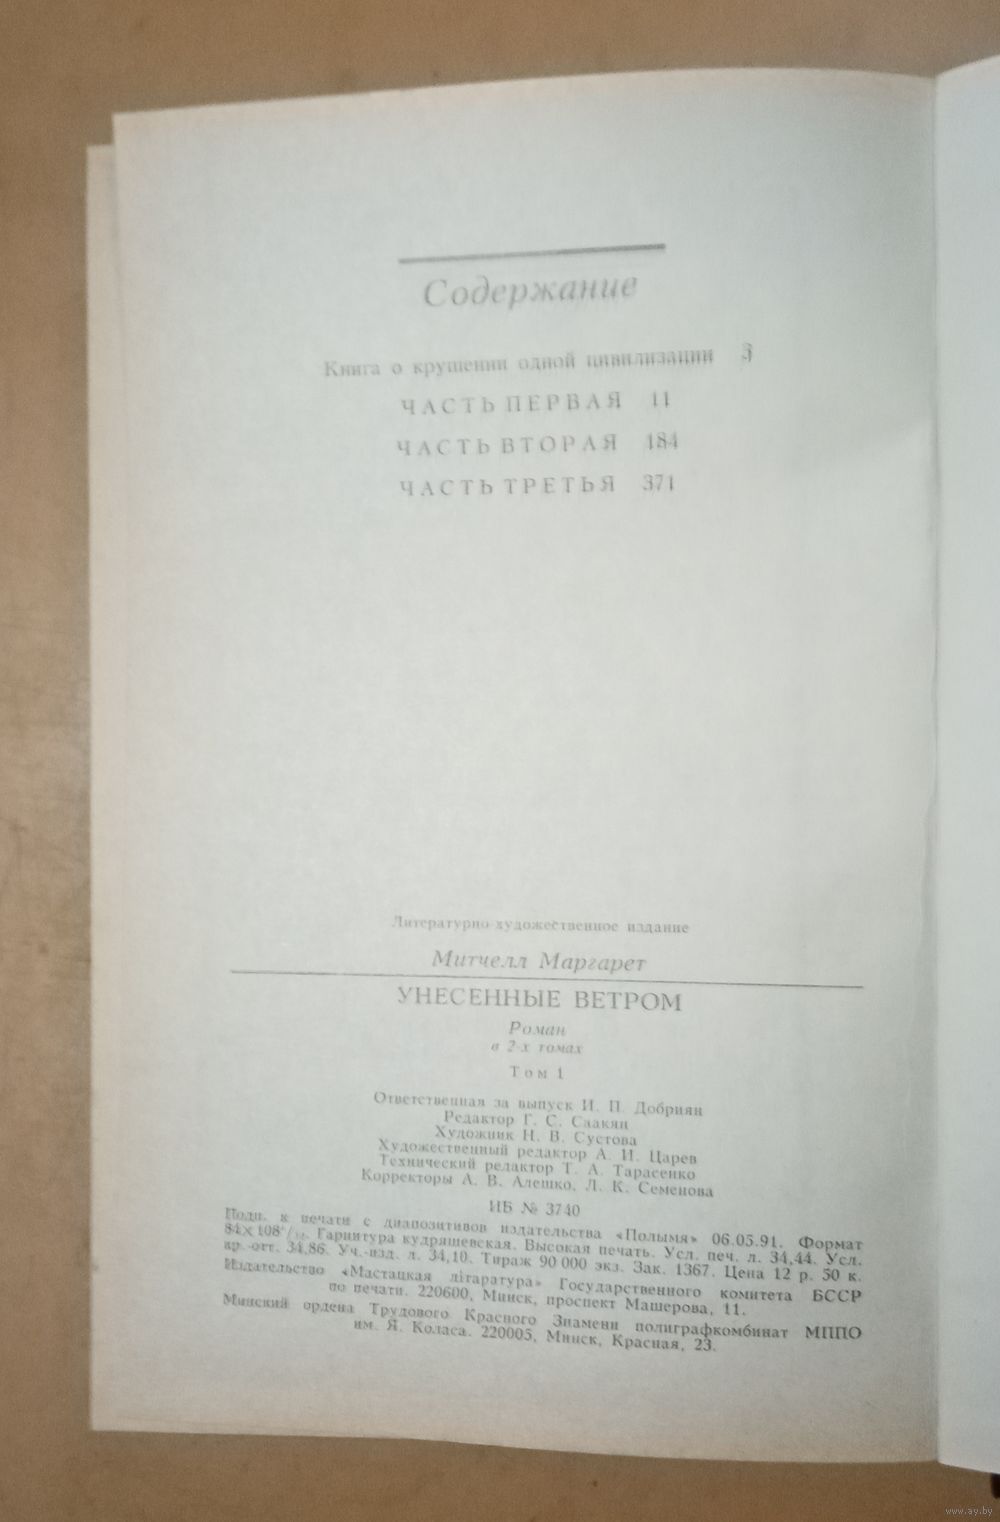 Содержание
Книга о крушении одной цивилизации 3
ЧАСТЬ ПЕРВАЯ 11
ЧАСТЬ ВТОРАЯ 184
ЧАСТЬ ТРЕТЬЯ 371
Литературно-художественное издание
Митчелл Маргарет
УНЕСЕННЫЕ ВЕТРОМ
Роман
в 2-х томах
Том 1
Ответственная за выпуск И. П. Добриян
Редактор Г. С. Саакян
Художник Н. В. Сустова
Художественный редактор А. И. Царев
Технический редактор Т. А. Тарасенко
Корректоры А. В. Алешко, Л. К. Семенова
ИБ № 3740
Подп. к печати с диапозитивов издательства «Полымя» 06.05.91. Формат
84×108¹/₃₂. Гарнитура кудряшевская. Высокая печать. Усл. печ. л. 34,44. Усл.
кр.-отт. 34,86. Уч.-изд. л. 34,10. Тираж 90 000 экз. Зак. 1367. Цена 12 р. 50 к.
Издательство «Мастацкая літаратура» Государственного комитета БССР
по печати. 220600, Минск, проспект Машерова, 11.
Минский ордена Трудового Красного Знамени полиграфкомбинат МППО
им. Я. Коласа. 220005, Минск, Красная, 23.
www.ay.by